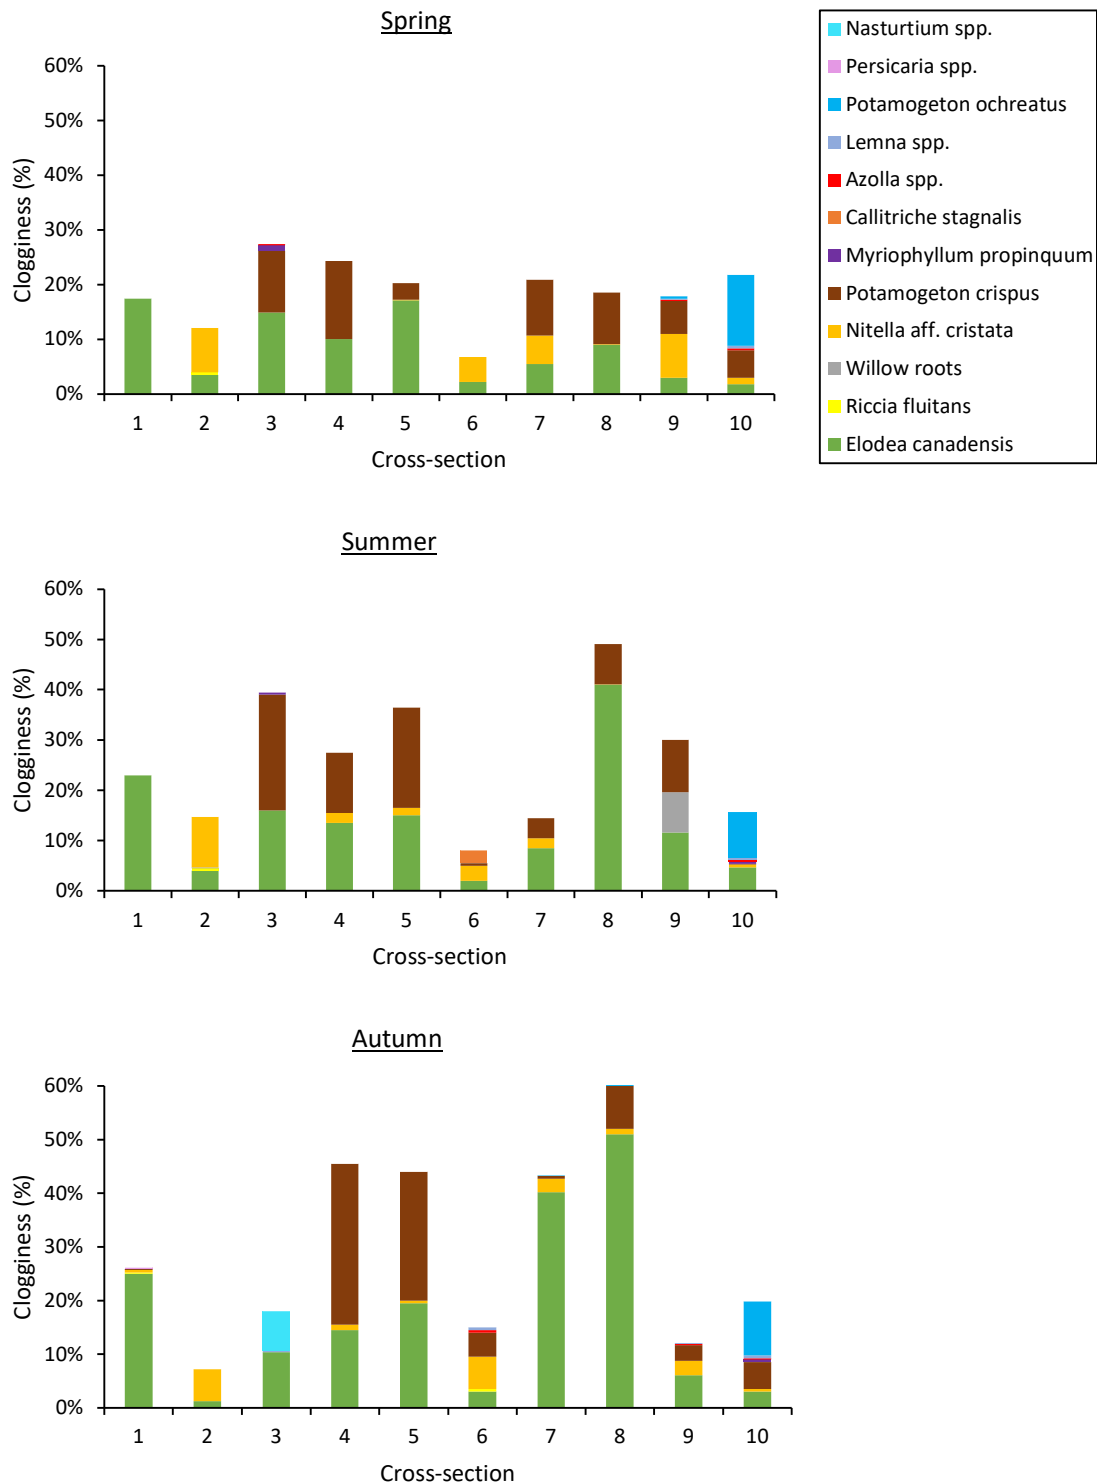 Spring
60%
50%
40%
30%
20%
10%
0%
Clogginess (%)
1 2 3 4 5 6 7 8 9 10
Cross-section
Nasturtium spp.
Persicaria spp.
Potamogeton ochreatus
Lemna spp.
Azolla spp.
Callitriche stagnalis
Myriophyllum propinquum
Potamogeton crispus
Nitella aff. cristata
Willow roots
Riccia fluitans
Elodea canadensis
Summer
60%
50%
40%
30%
20%
10%
0%
Clogginess (%)
1 2 3 4 5 6 7 8 9 10
Cross-section
Autumn
60%
50%
40%
30%
20%
10%
0%
Clogginess (%)
1 2 3 4 5 6 7 8 9 10
Cross-section